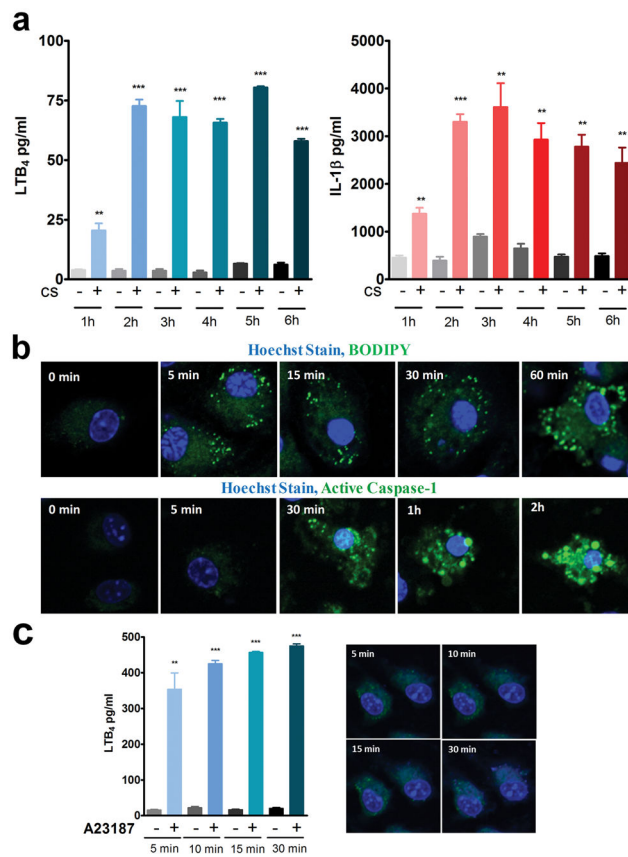 a
100
75
50
25
0
LTB4 pg/ml
** *** *** *** *** ***
CS - + - + - + - + - + - +
1h 2h 3h 4h 5h 6h
5000
4000
3000
2000
1000
0
IL-1β pg/ml
** *** ** ** ** **
CS - + - + - + - + - + - +
1h 2h 3h 4h 5h 6h
b
Hoechst Stain, BODIPY
0 min 5 min 15 min 30 min 60 min
Hoechst Stain, Active Caspase-1
0 min 5 min 30 min 1h 2h
c
500
400
300
200
100
0
LTB4 pg/ml
** *** *** ***
A23187 - + - + - + - +
5 min 10 min 15 min 30 min
5 min 10 min
15 min 30 min